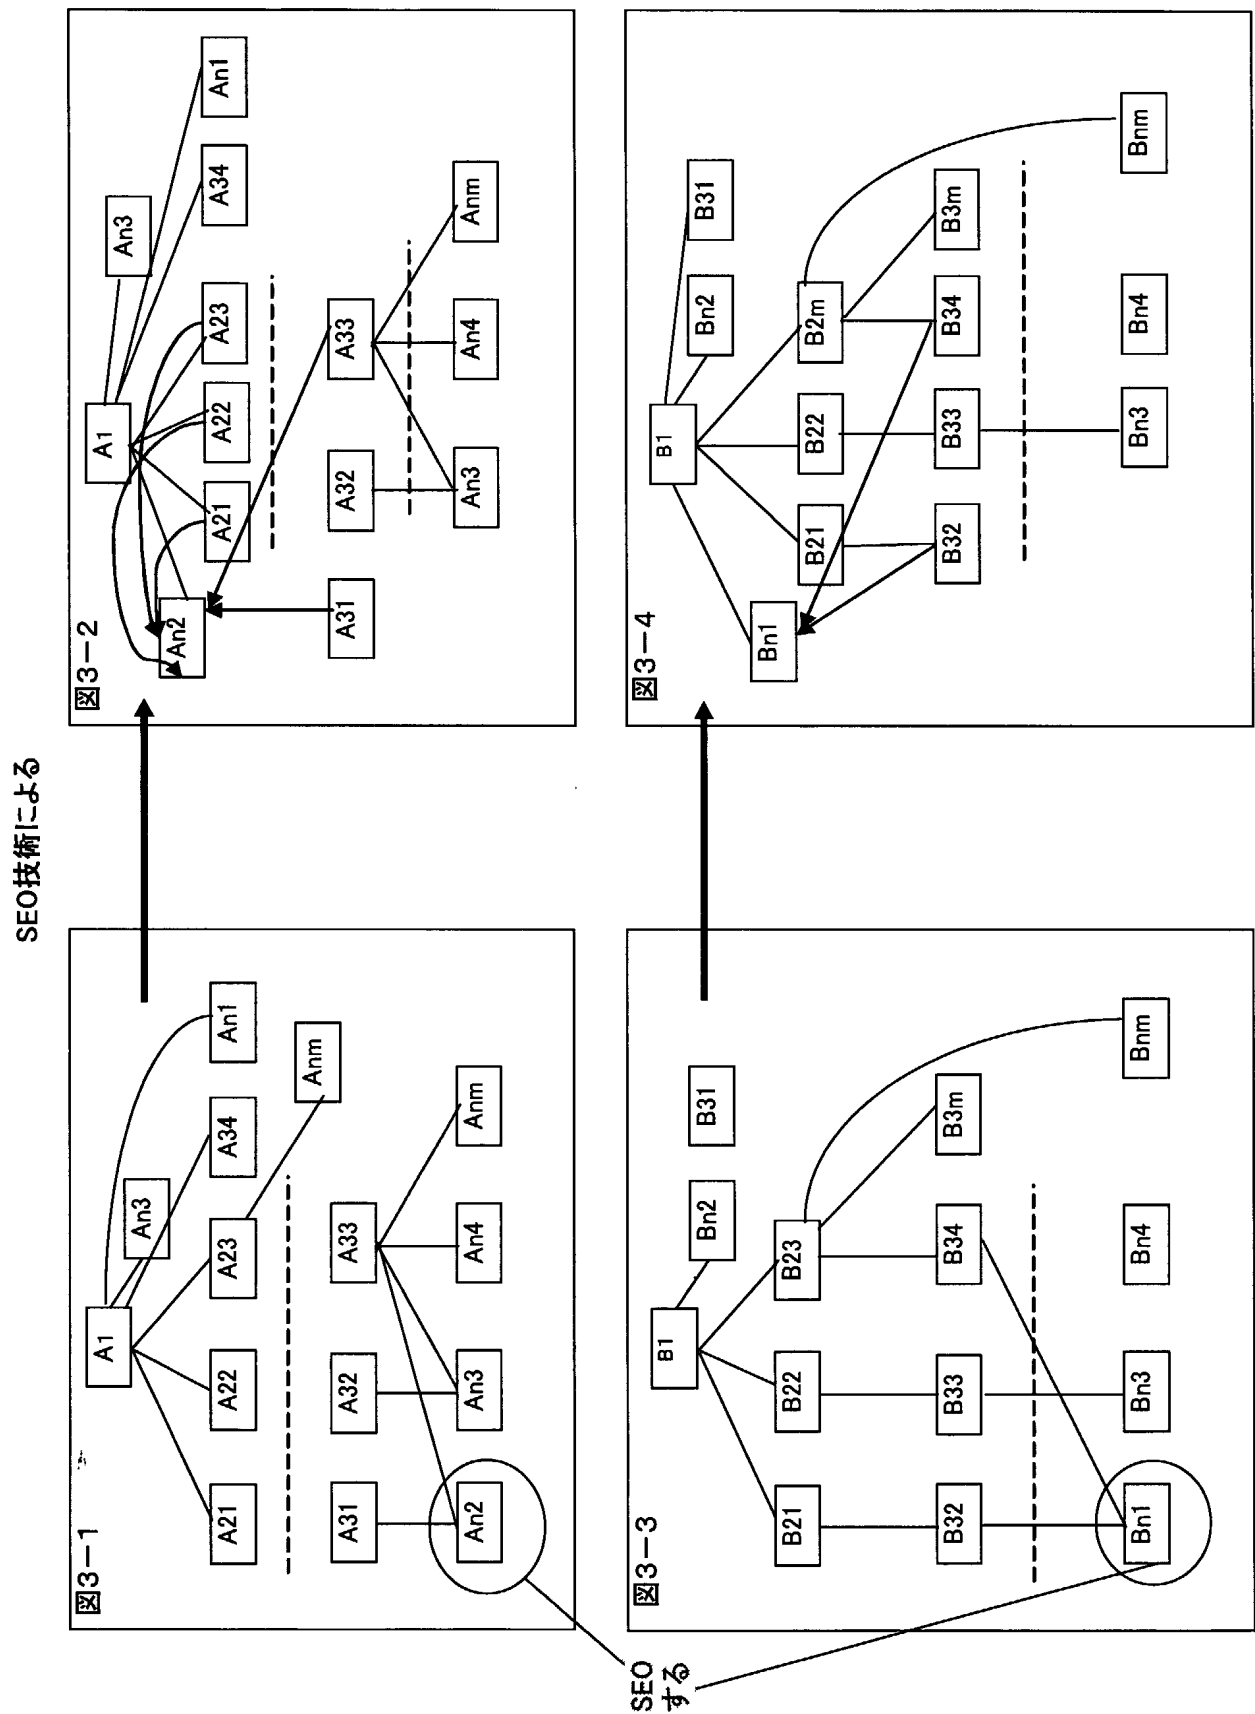 SEO技術による
図3-1
A1
An3
A21 A22 A23 A34 An1
Anm
A31 A32 A33
An2 An3 An4 Anm
図3-2
A1
An3
An2
A21 A22 A23 A34 An1
A31 A32 A33
An3 An4 Anm
SEO
する
図3-3
B1
Bn2 B31
B21 B22 B23
B32 B33 B34 B3m
Bn1 Bn3 Bn4 Bnm
図3-4
B1
Bn2 B31
Bn1
B21 B22 B2m
B32 B33 B34 B3m
Bn3 Bn4 Bnm